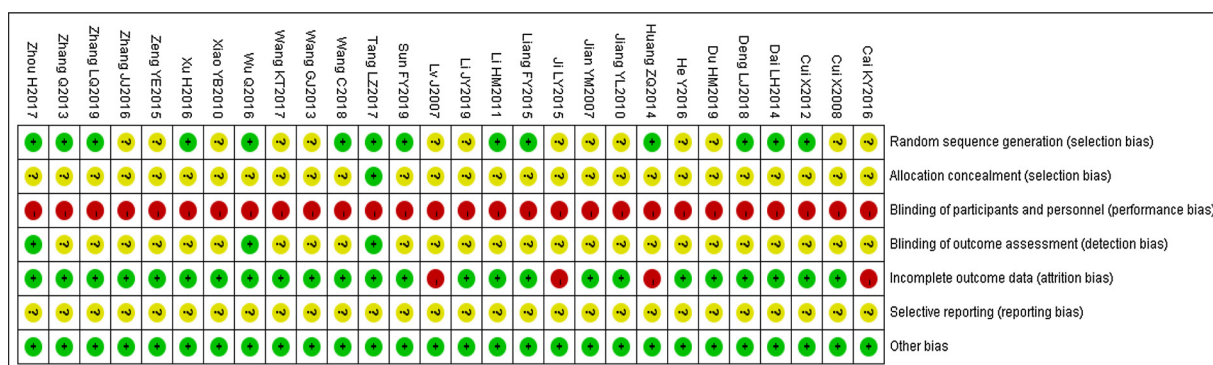 Zhou H2017
Zhang Q2013
Zhang LQ2019
Zhang JJ2016
Zeng YE2015
Xu H2016
Xiao YB2010
Wu Q2016
Wang KT2017
Wang GJ2013
Wang C2018
Tang LZ2017
Sun FY2019
Lv J2007
Li JY2019
Li HM2011
Liang FY2015
Ji LY2015
Jian YM2007
Jiang YL2010
Huang ZQ2014
He Y2016
Du HM2019
Deng LJ2018
Dai LH2014
Cui X2012
Cui X2008
Cai KY2016
+ + + ? ? + ? + ? ? + + + ? ? + + ? ? ? + ? ? + + + ? ? Random sequence generation (selection bias)
? ? ? ? ? ? ? ? ? ? ? + ? ? ? ? ? ? ? ? ? ? ? ? ? ? ? ? Allocation concealment (selection bias)
– – – – – – – – – – – – – – – – – – – – – – – – – – – – Blinding of participants and personnel (performance bias)
+ ? ? ? ? ? ? + ? ? ? + ? ? ? ? ? ? ? ? ? ? ? ? ? ? ? ? Blinding of outcome assessment (detection bias)
+ + + + + + + + + + + + + – + + + – + + – + + + + + + – Incomplete outcome data (attrition bias)
? ? ? ? ? ? ? ? ? ? ? ? ? ? ? ? ? ? ? ? ? ? ? ? ? ? ? ? Selective reporting (reporting bias)
+ + + + + + + + + + + + + + + + + + + + + + + + + + + + Other bias